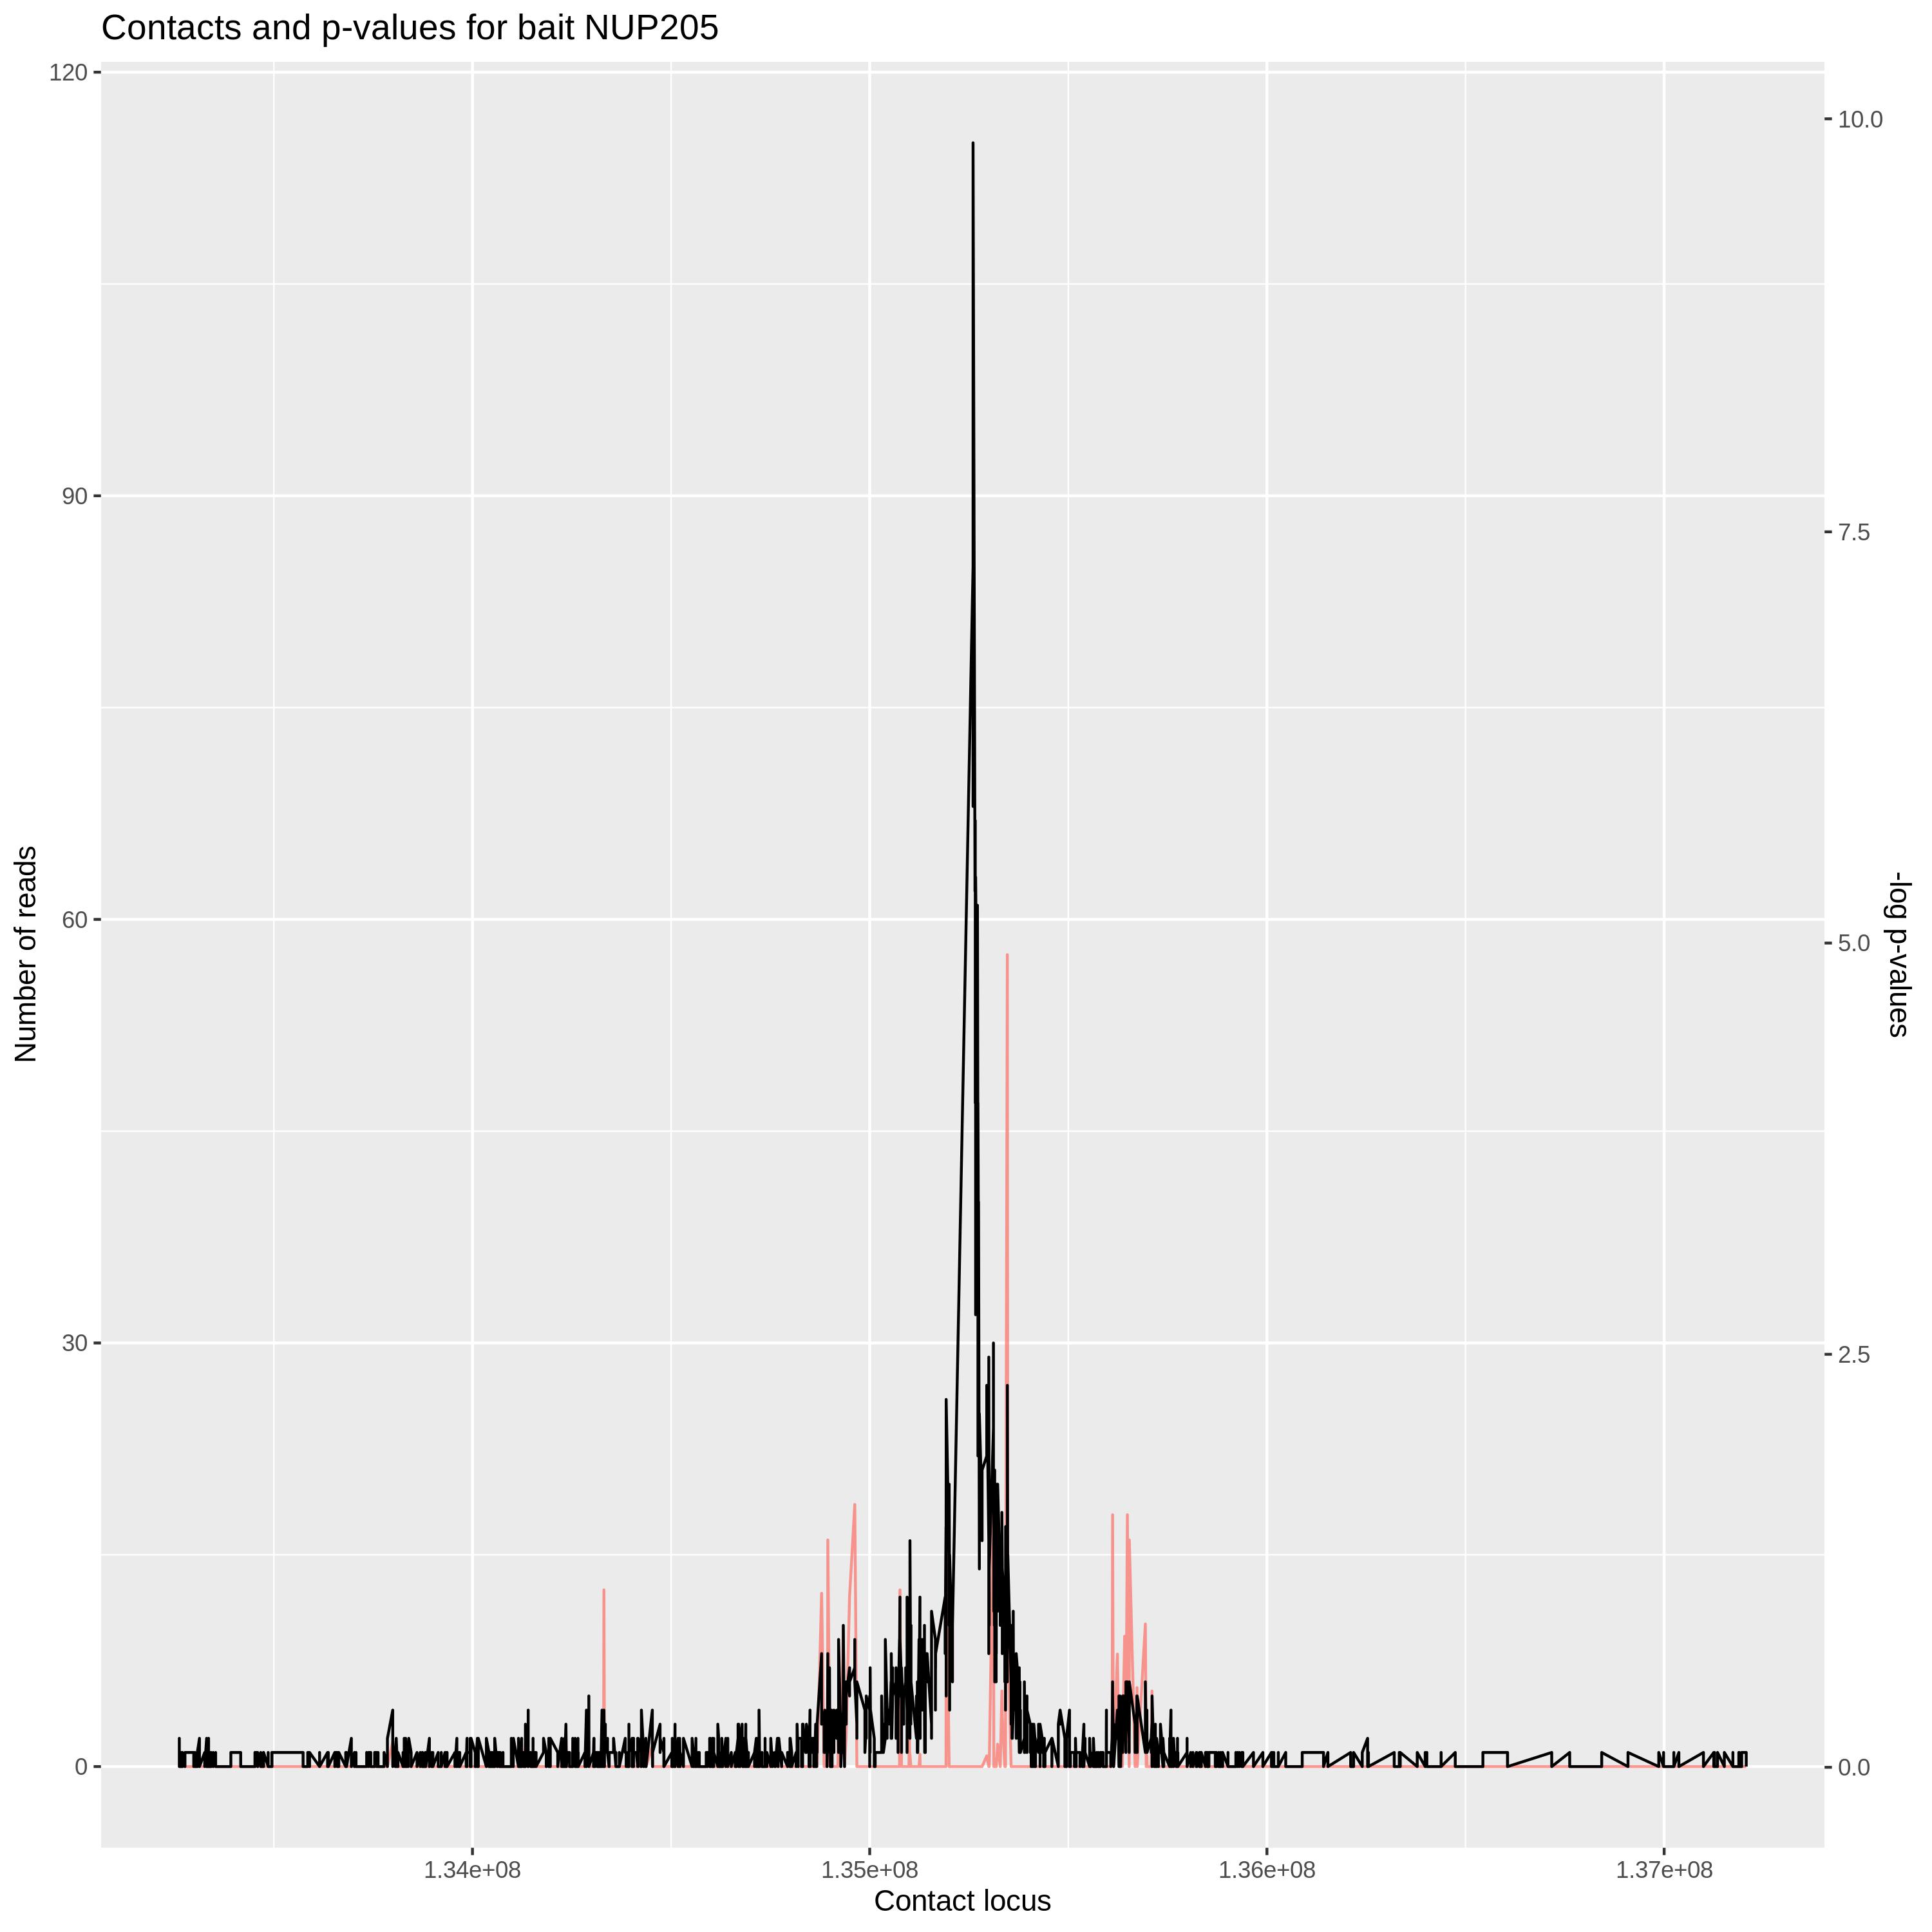 Contacts and p-values for bait NUP205
120
90
60
30
0
Number of reads
10.0
7.5
5.0
2.5
0.0
-log p-values
1.34e+08
1.35e+08
1.36e+08
1.37e+08
Contact locus